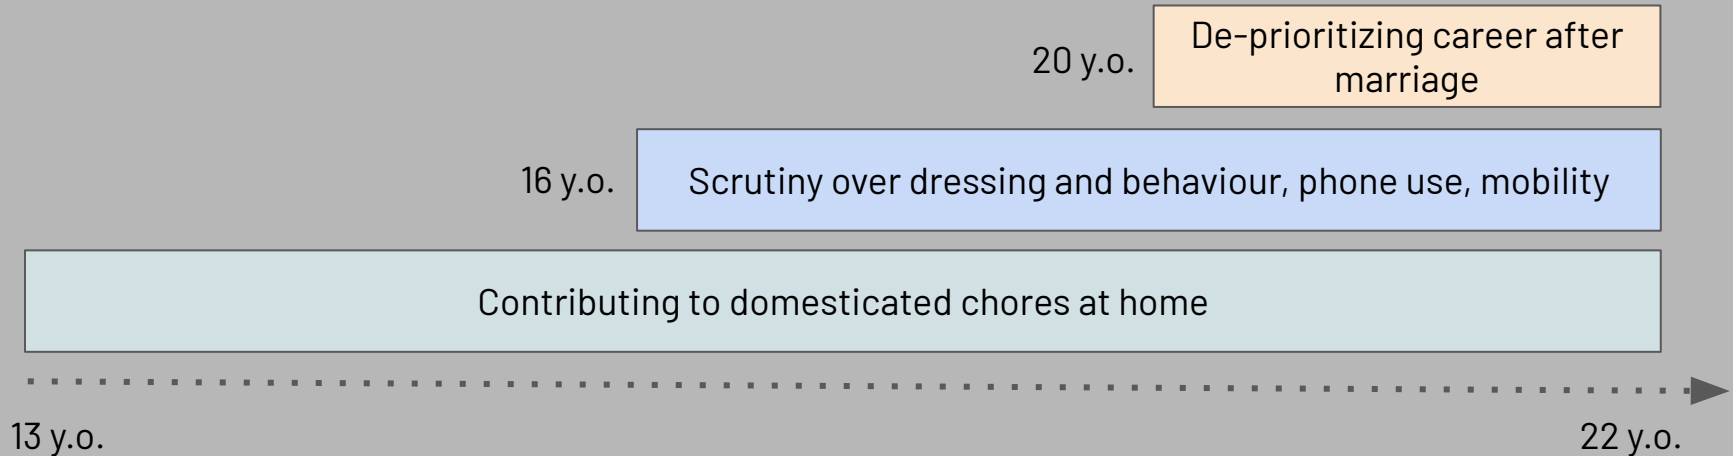 20 y.o.
De-prioritizing career after
marriage
16 y.o.
Scrutiny over dressing and behaviour, phone use, mobility
Contributing to domesticated chores at home
13 y.o.
22 y.o.